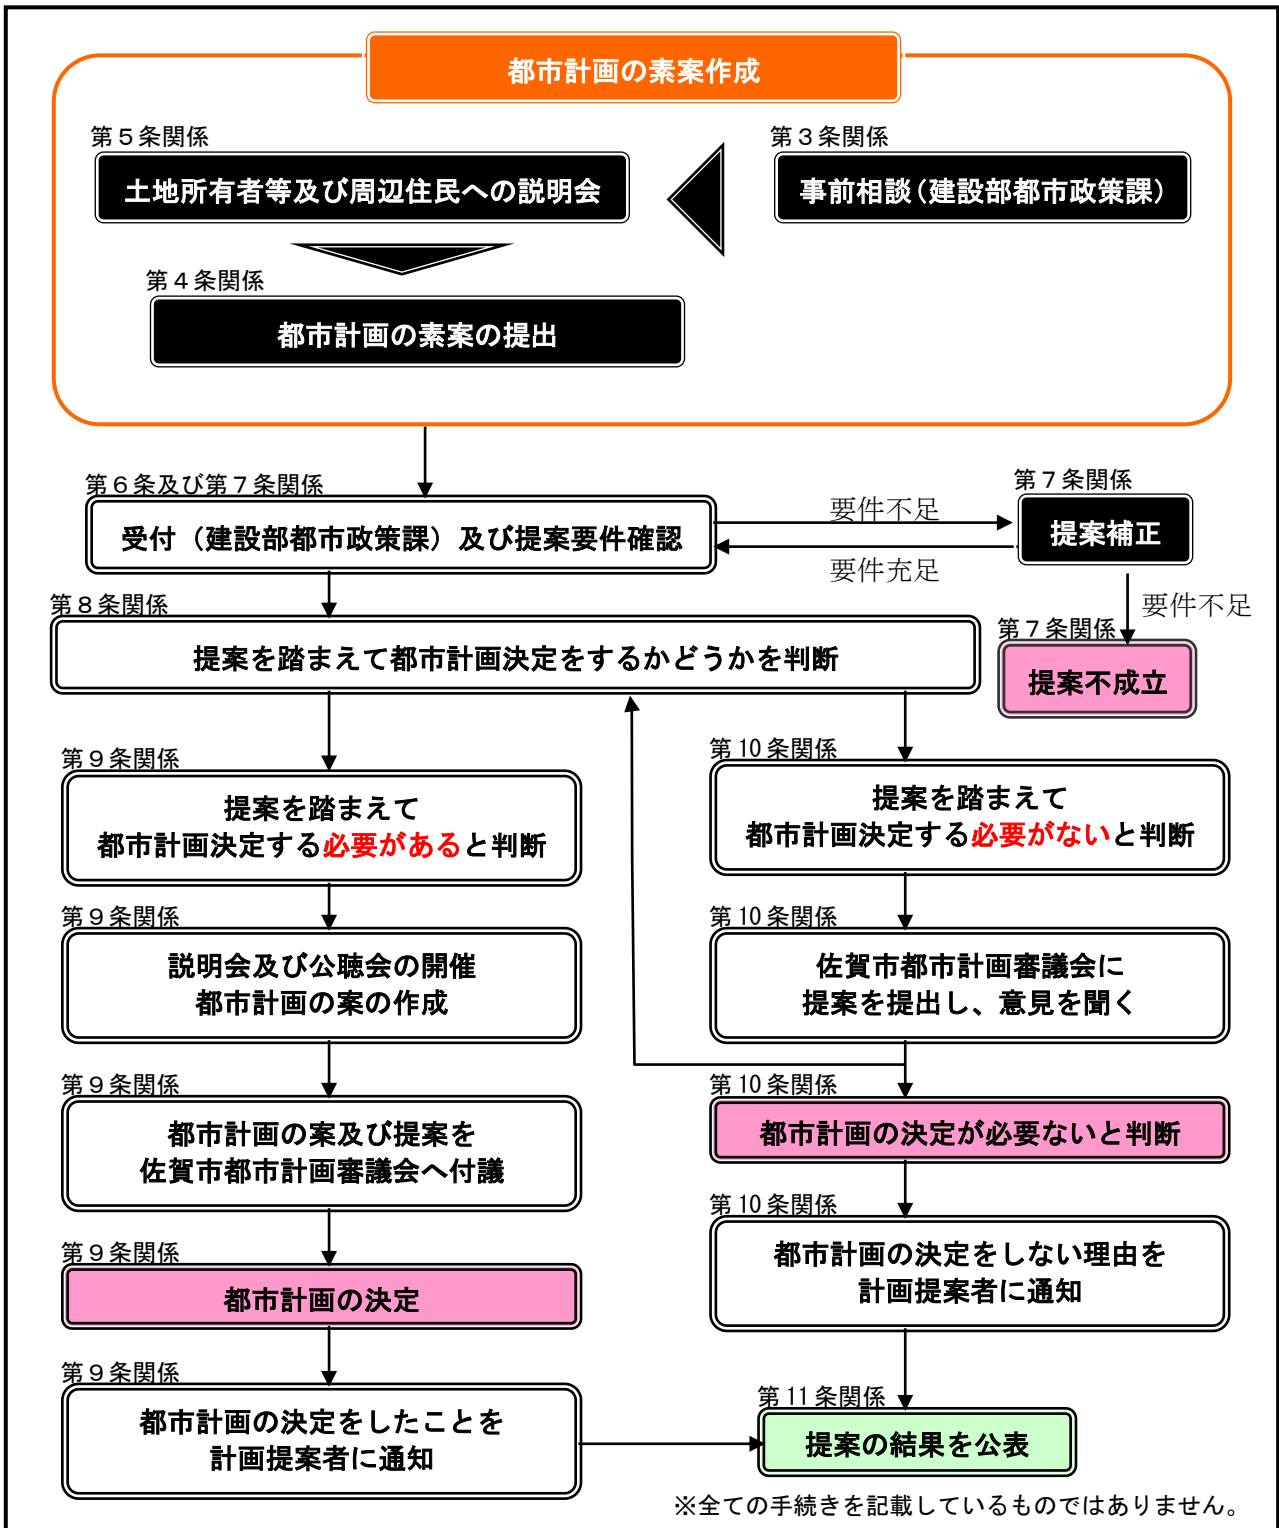 都市計画の素案作成
第５条関係
土地所有者等及び周辺住民への説明会
第３条関係
事前相談（建設部都市政策課）
第４条関係
都市計画の素案の提出
第６条及び第７条関係
受付（建設部都市政策課）及び提案要件確認
要件不足
要件充足
第７条関係
提案補正
要件不足
第７条関係
提案不成立
第８条関係
提案を踏まえて都市計画決定をするかどうかを判断
第９条関係
提案を踏まえて
都市計画決定する必要があると判断
第９条関係
説明会及び公聴会の開催
都市計画の案の作成
第９条関係
都市計画の案及び提案を
佐賀市都市計画審議会へ付議
第９条関係
都市計画の決定
第９条関係
都市計画の決定をしたことを
計画提案者に通知
第10条関係
提案を踏まえて
都市計画決定する必要がないと判断
第10条関係
佐賀市都市計画審議会に
提案を提出し、意見を聞く
第10条関係
都市計画の決定が必要ないと判断
第10条関係
都市計画の決定をしない理由を
計画提案者に通知
第11条関係
提案の結果を公表
※全ての手続きを記載しているものではありません。